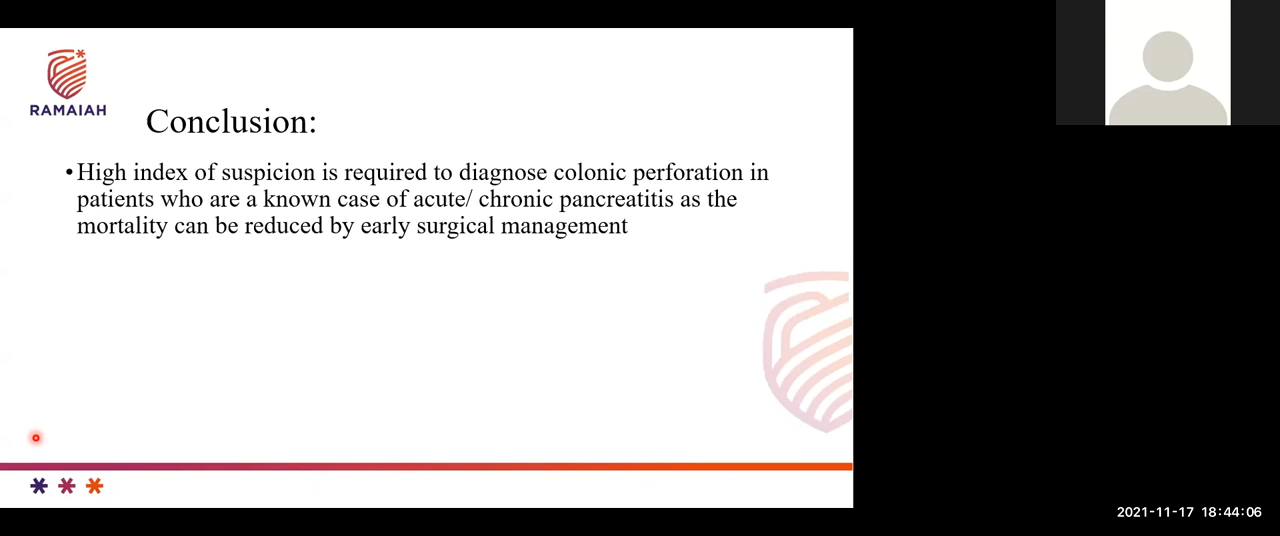 RAMAIAH
Conclusion:
•High index of suspicion is required to diagnose colonic perforation in
patients who are a known case of acute/ chronic pancreatitis as the
mortality can be reduced by early surgical management
2021-11-17 18:44:06